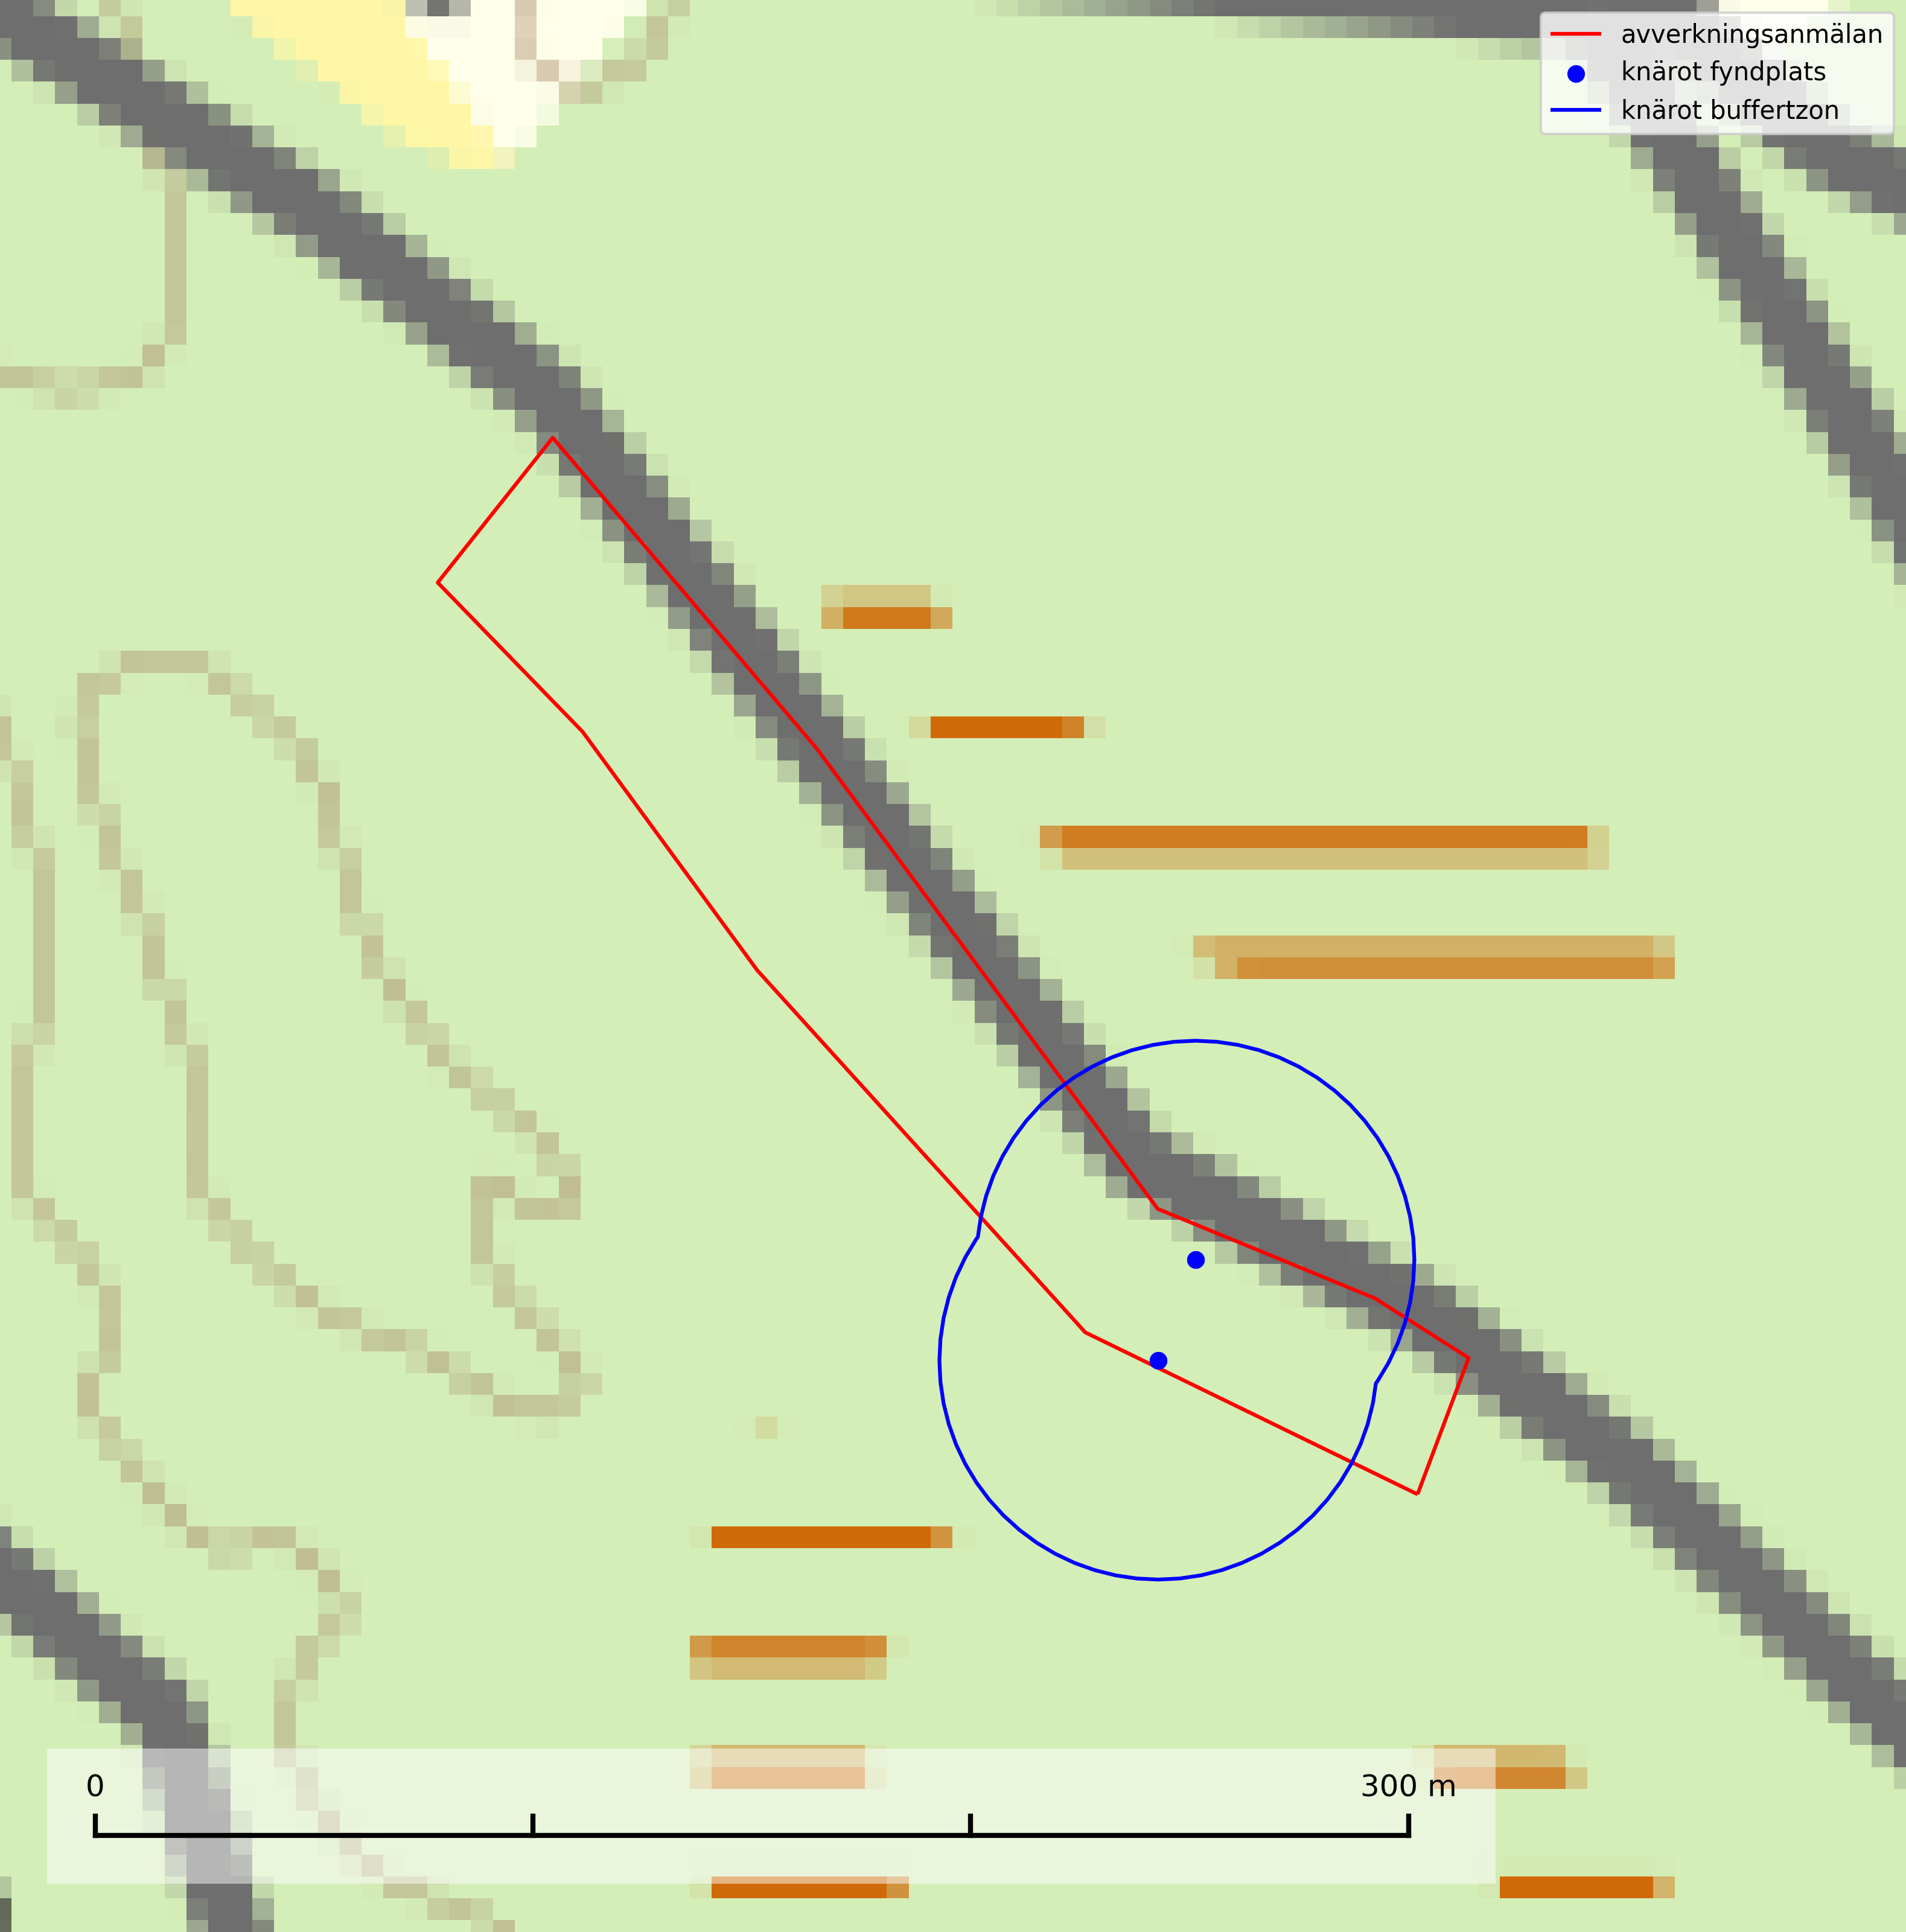 avverkningsanmälan
knärot fyndplats
knärot buffertzon
0
300 m